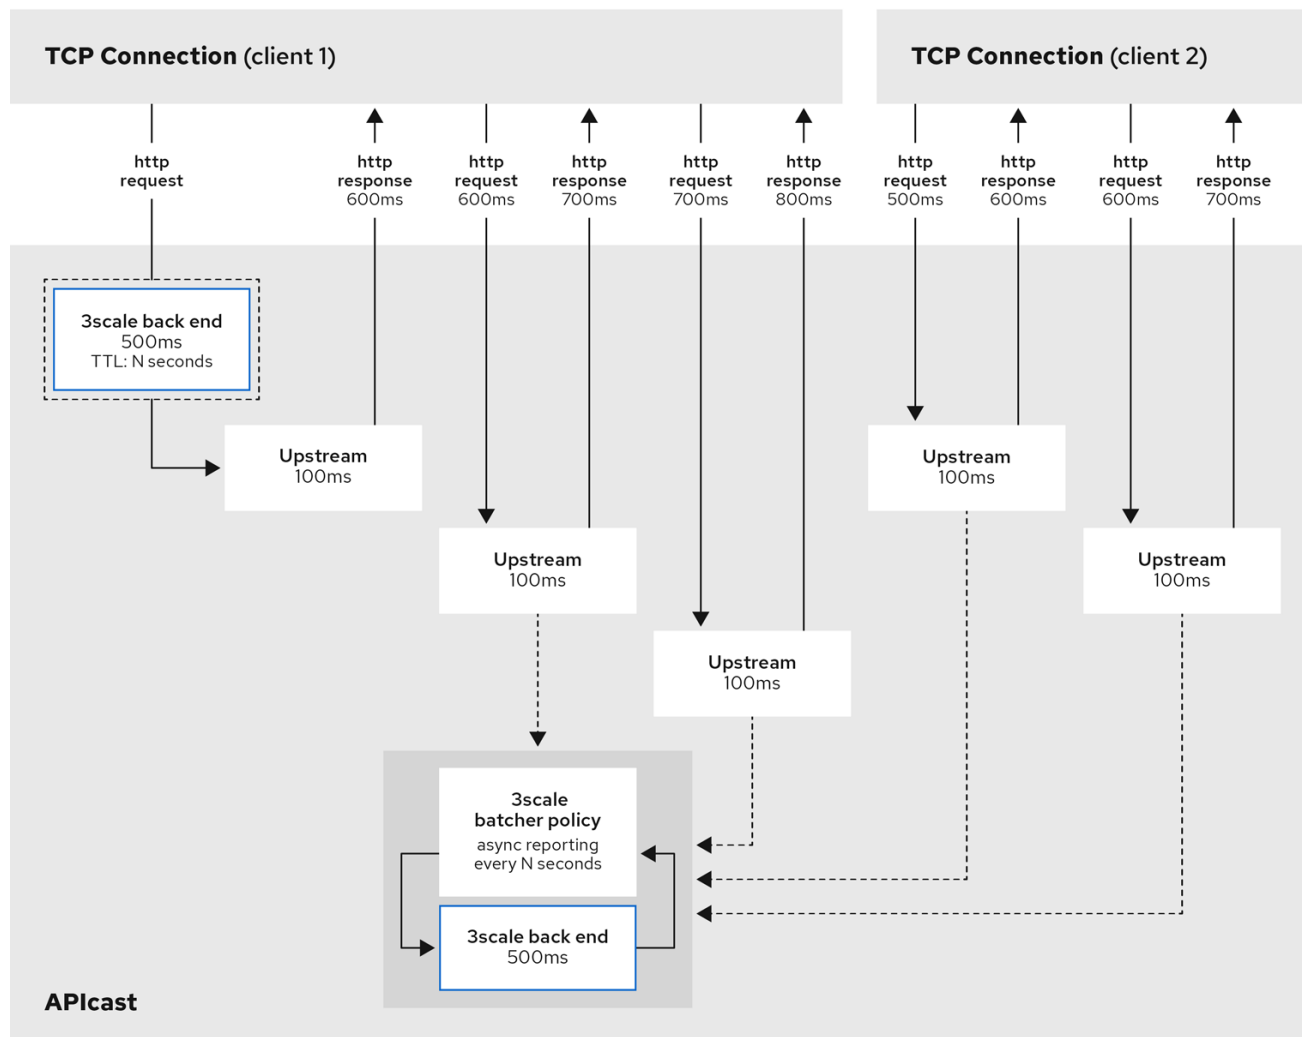 TCP Connection (client 1)
TCP Connection (client 2)
http
request
http
response
600ms
http
request
600ms
http
response
700ms
http
request
700ms
http
response
800ms
http
request
500ms
http
response
600ms
http
request
600ms
http
response
700ms
3scale back end
500ms
TTL: N seconds
Upstream
100ms
Upstream
100ms
Upstream
100ms
Upstream
100ms
Upstream
100ms
3scale
batcher policy
async reporting
every N seconds
3scale back end
500ms
APIcast